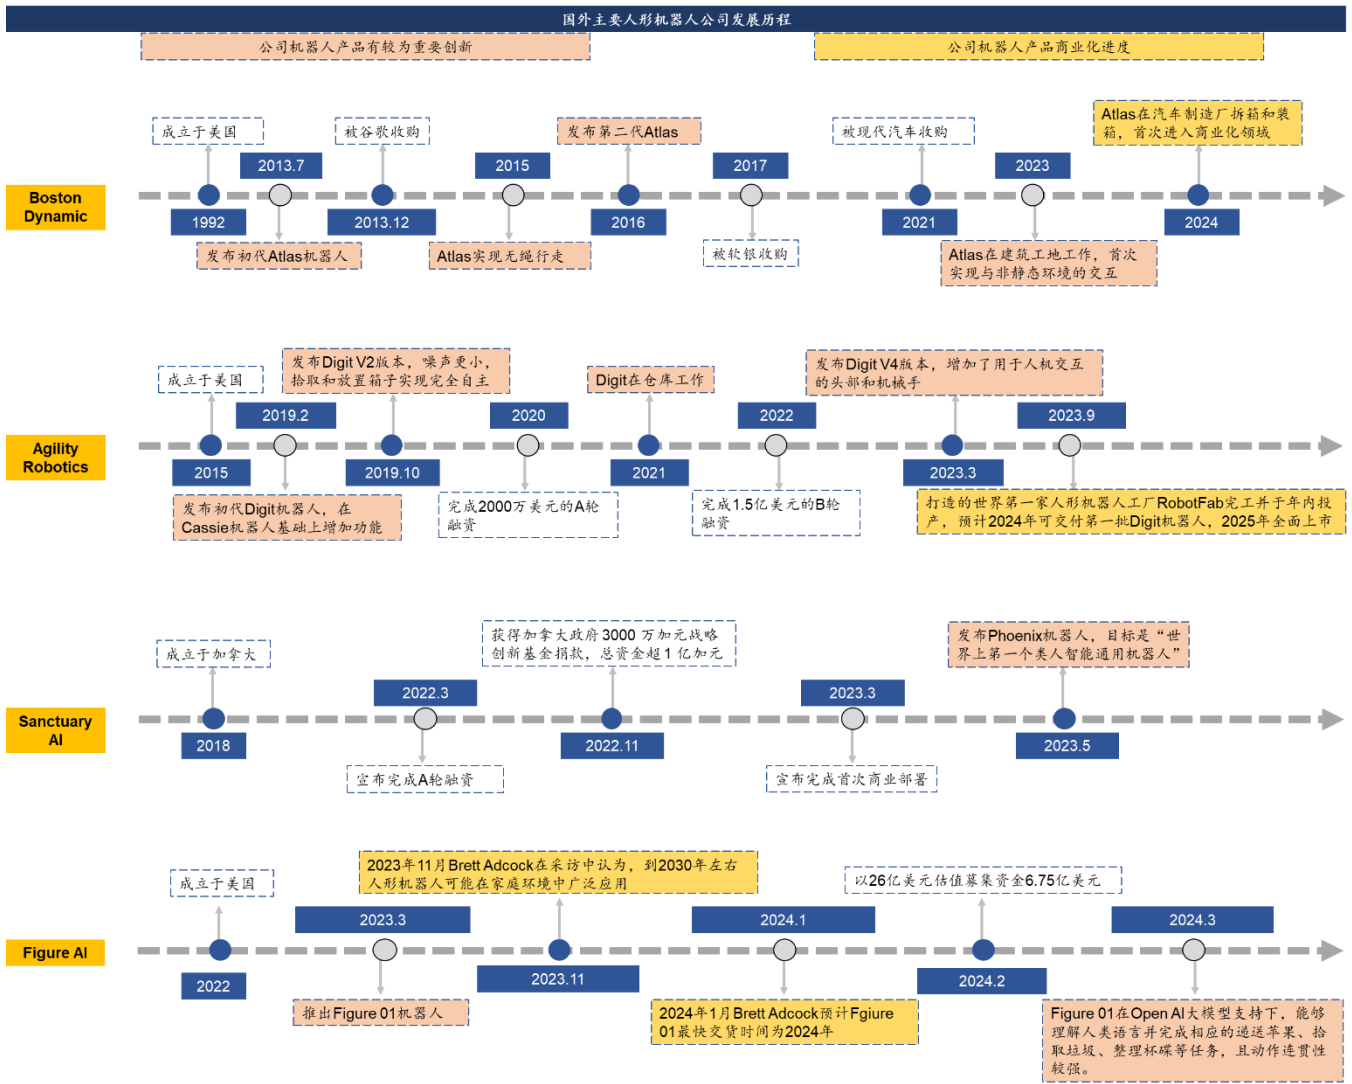 国外主要人形机器人公司发展历程
公司机器人产品有较为重要创新
公司机器人产品商业化进度
Boston
Dynamic
成立于美国
1992
2013.7
发布初代Atlas机器人
被谷歌收购
2013.12
2015
Atlas实现无绳行走
发布第二代Atlas
2016
2017
被软银收购
被现代汽车收购
2021
2023
Atlas在建筑工地工作，首次
实现与非静态环境的交互
Atlas在汽车制造厂拆箱和装
箱，首次进入商业化领域
2024
Agility
Robotics
成立于美国
2015
2019.2
发布初代Digit机器人，在
Cassie机器人基础上增加功能
发布Digit V2版本，噪声更小，
拾取和放置箱子实现完全自主
2019.10
2020
完成2000万美元的A轮
融资
Digit在仓库工作
2021
2022
完成1.5亿美元的B轮
融资
发布Digit V4版本，增加了用于人机交互
的头部和机械手
2023.3
2023.9
打造的世界第一家人形机器人工厂RobotFab完工并于年内投
产，预计2024年可交付第一批Digit机器人，2025年全面上市
Sanctuary
AI
成立于加拿大
2018
2022.3
宣布完成A轮融资
获得加拿大政府 3000 万加元战略
创新基金捐款，总资金超 1 亿加元
2022.11
2023.3
宣布完成首次商业部署
发布Phoenix机器人，目标是“世
界上第一个类人智能通用机器人”
2023.5
Figure AI
成立于美国
2022
2023.3
推出Figure 01机器人
2023年11月Brett Adcock在采访中认为，到2030年左右
人形机器人可能在家庭环境中广泛应用
2023.11
2024.1
2024年1月Brett Adcock预计Fgiure
01最快交货时间为2024年
以26亿美元估值募集资金6.75亿美元
2024.2
2024.3
Figure 01在Open AI大模型支持下，能够
理解人类语言并完成相应的递送苹果、拾
取垃圾、整理杯碟等任务，且动作连贯性
较强。